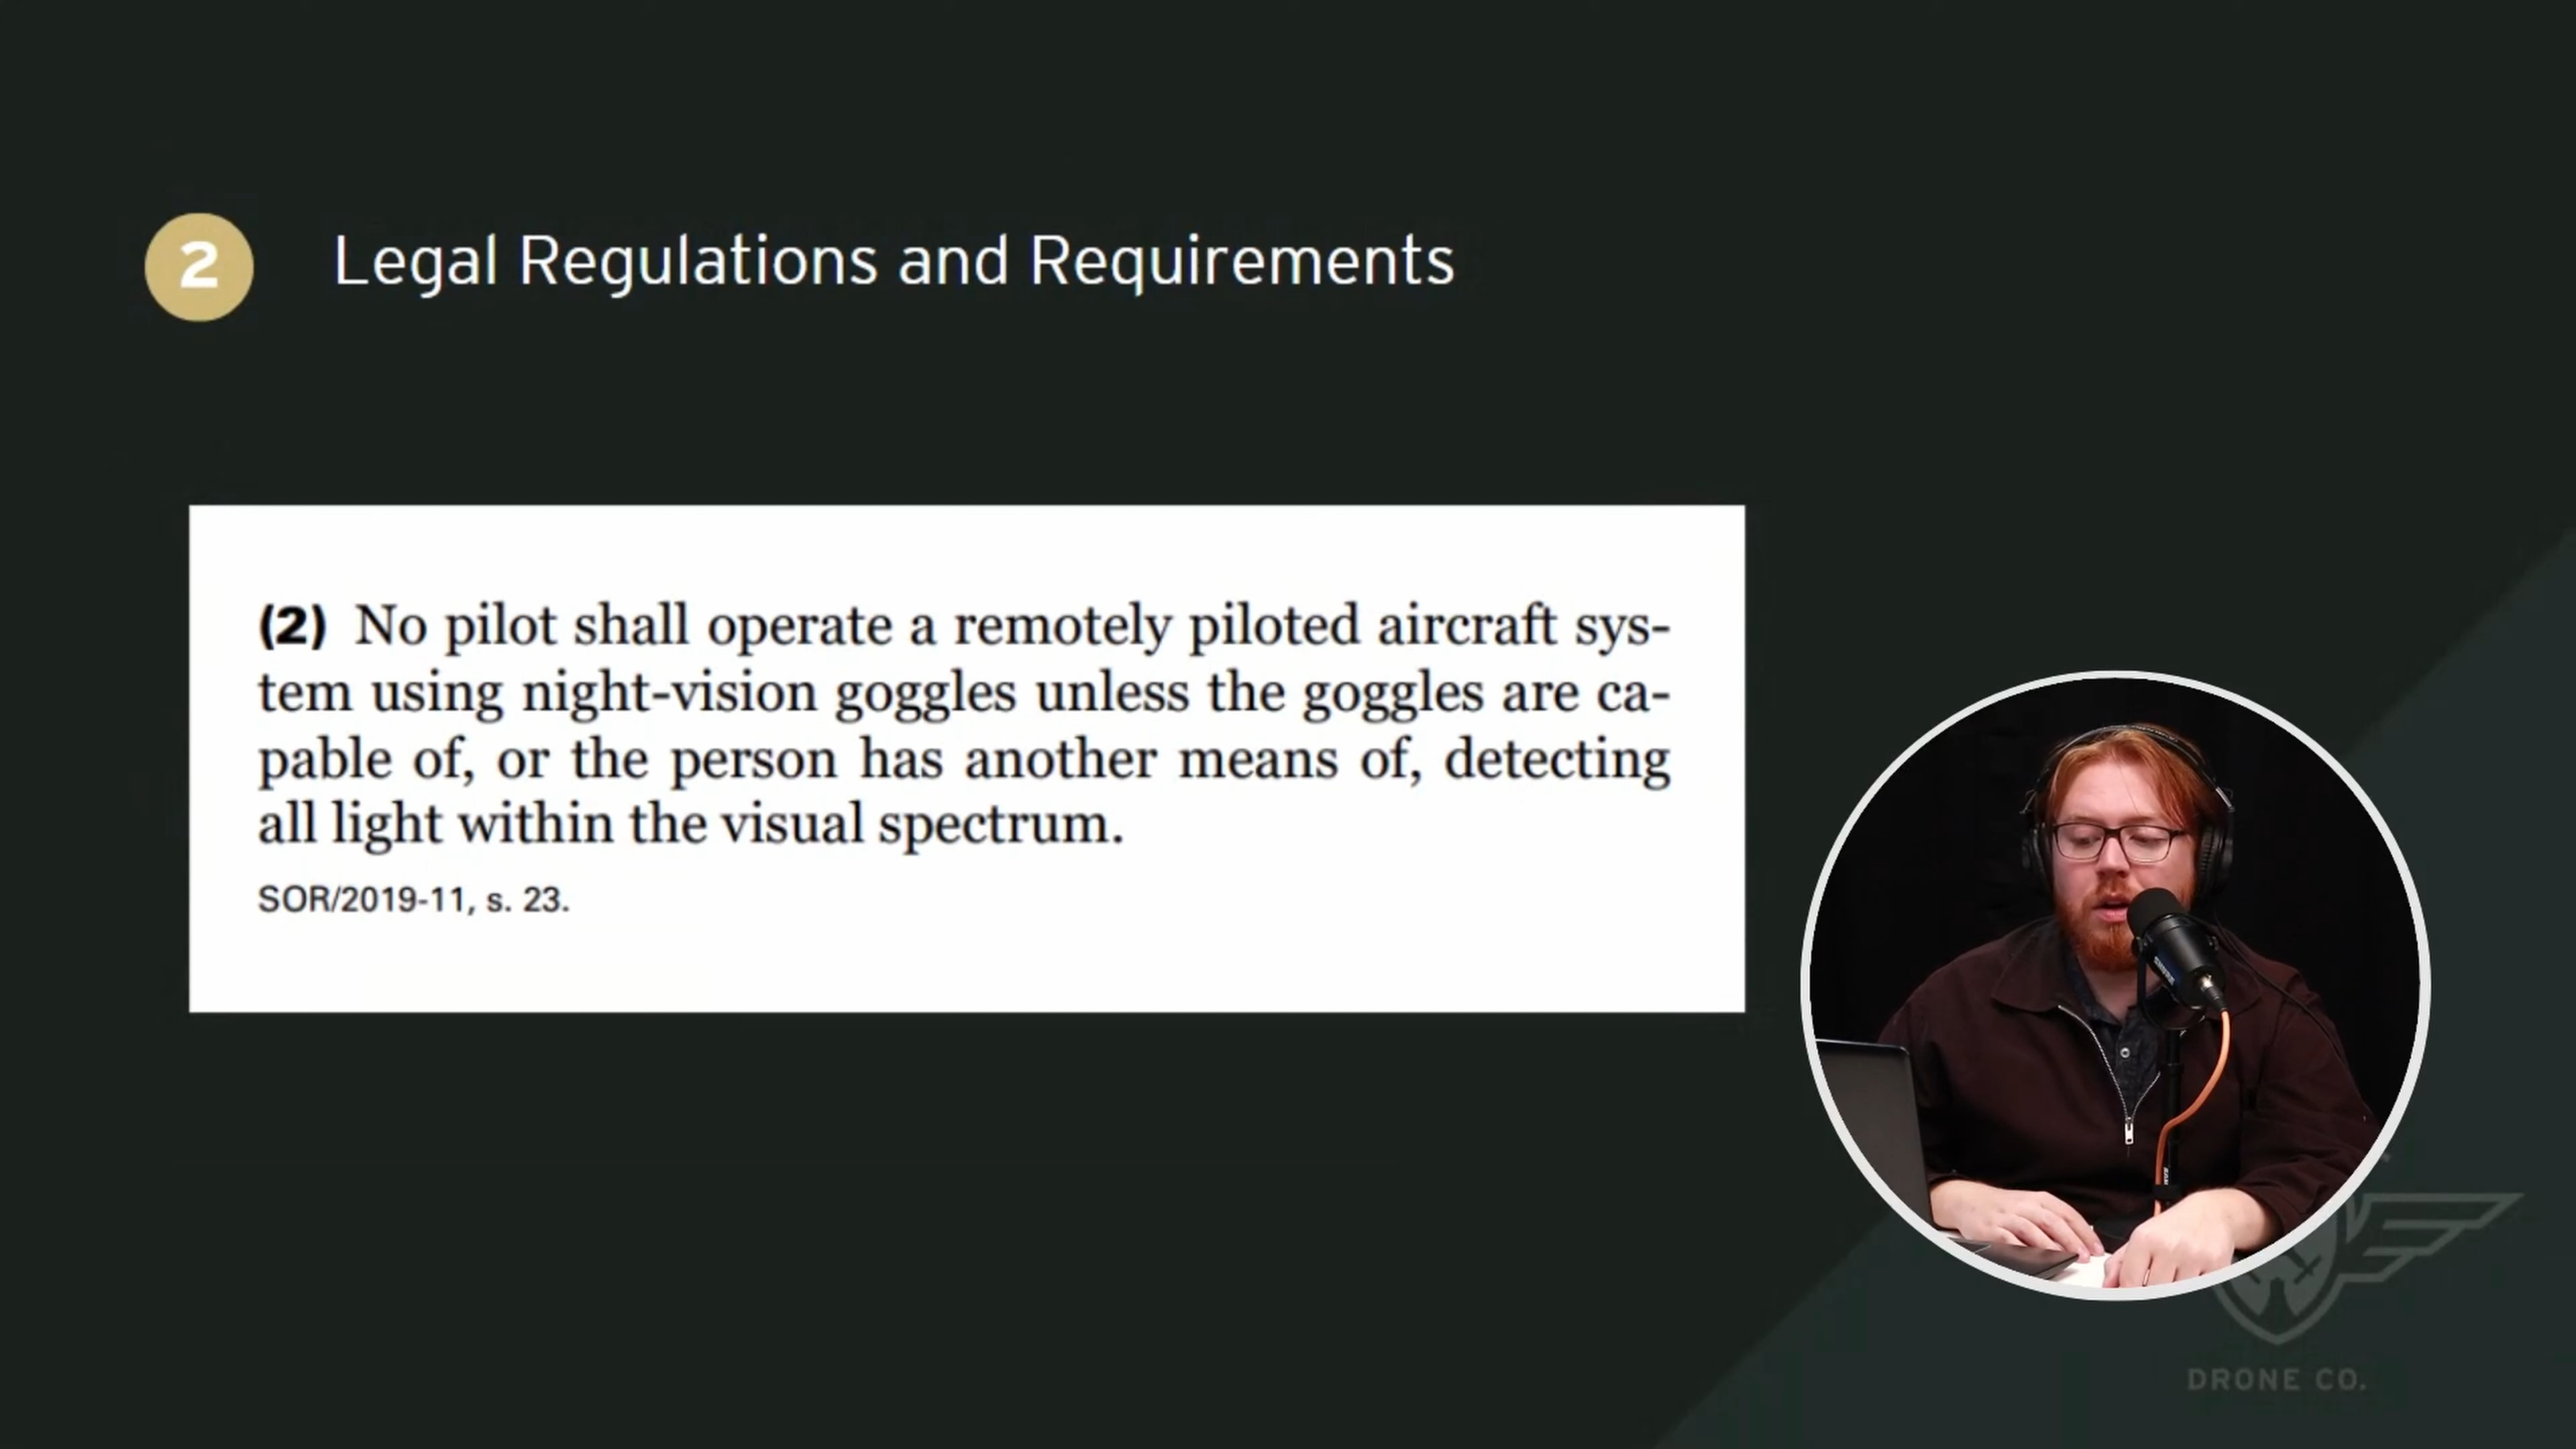 2
Legal Regulations and Requirements
(2) No pilot shall operate a remotely piloted aircraft sys-
tem using night-vision goggles unless the goggles are ca-
pable of, or the person has another means of, detecting
all light within the visual spectrum.
SOR/2019-11, s. 23.
DRONE CO.